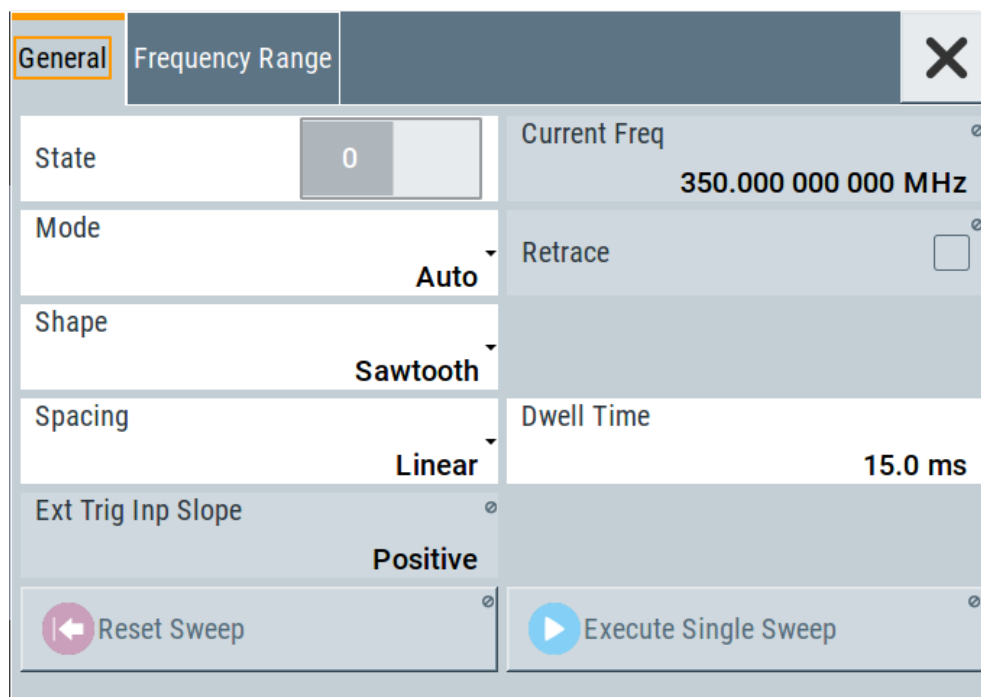 General
Frequency Range
State
0
Current Freq
350.000 000 000 MHz
Mode
Auto
Retrace
Shape
Sawtooth
Spacing
Linear
Dwell Time
15.0 ms
Ext Trig Inp Slope
Positive
Reset Sweep
Execute Single Sweep